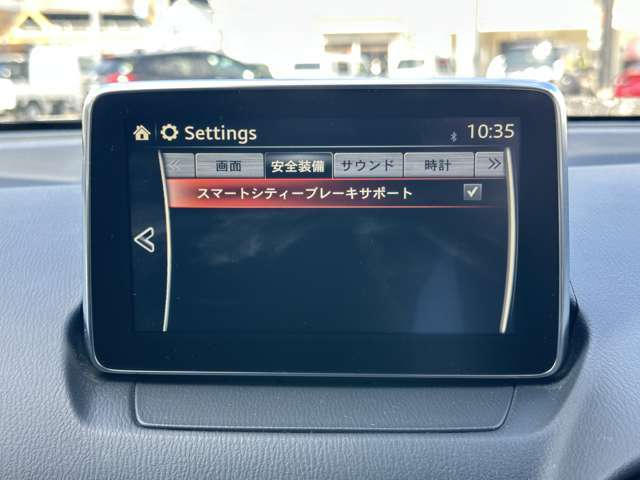 Settings 10:35
画面 安全装備 サウンド 時計
スマートシティーブレーキサポート